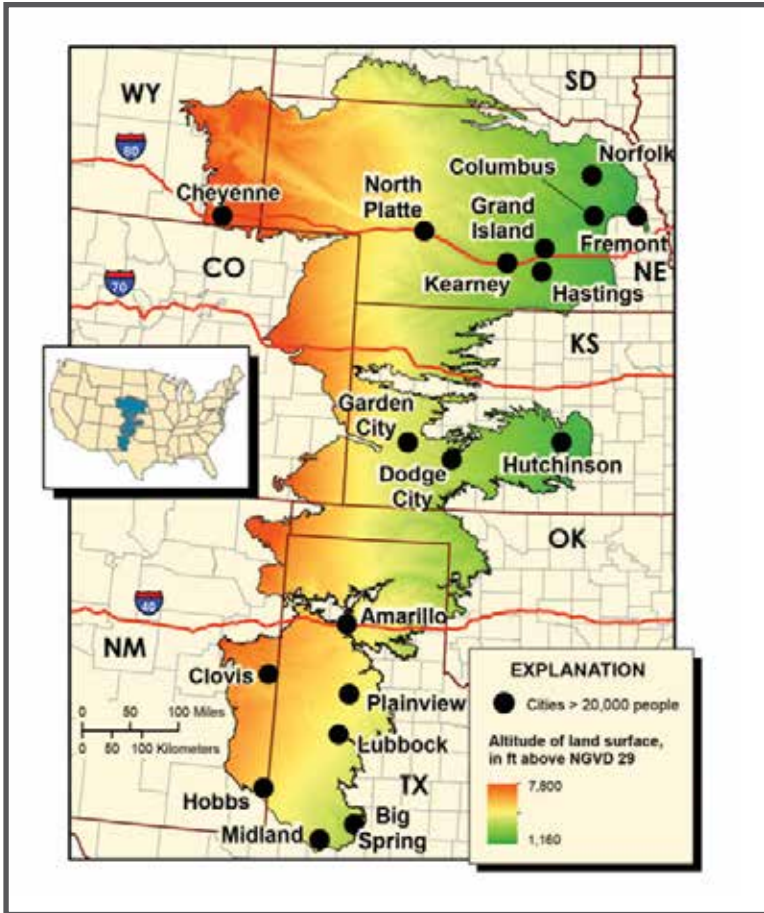 WY
SD
80
Columbus
Norfolk
Cheyenne
North
Platte
Grand
Island
Fremont
CO
NE
Kearney
Hastings
70
KS
Garden
City
Dodge
City
Hutchinson
OK
40
Amarillo
NM
Clovis
Plainview
0 50 100 Miles
0 50 100 Kilometers
Lubbock
TX
Hobbs
Big
Spring
Midland
EXPLANATION
Cities > 20,000 people
Altitude of land surface,
in ft above NGVD 29
7,800
1,160